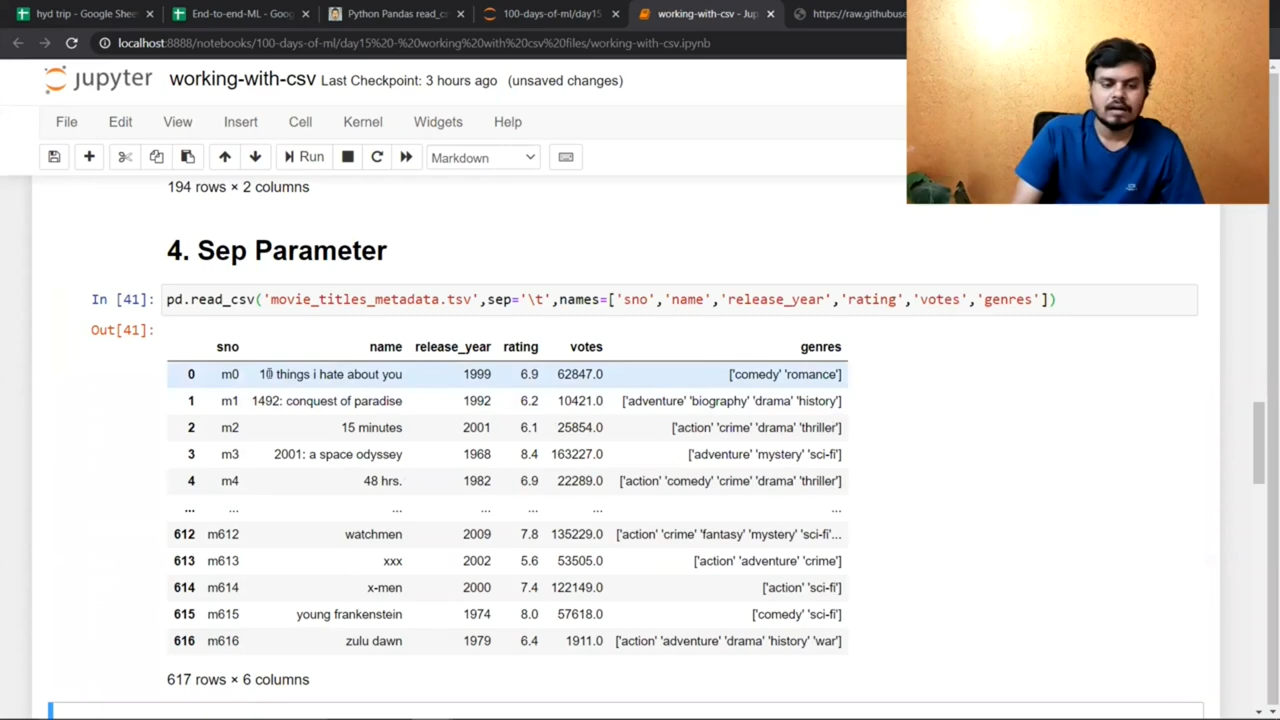 hyd trip - Google Shee
End-to-end-ML - Goog
Python Pandas read_c
100-days-of-ml/day15
working-with-csv - Jup
https://raw.githubuse
localhost:8888/notebooks/100-days-of-ml/day15%20-%20working%20with%20csv%20files/working-with-csv.ipynb
jupyter working-with-csv Last Checkpoint: 3 hours ago (unsaved changes)
File Edit View Insert Cell Kernel Widgets Help
Run Markdown
194 rows × 2 columns
4. Sep Parameter
In [41]: pd.read_csv('movie_titles_metadata.tsv',sep='\t',names=['sno','name','release_year','rating','votes','genres'])
Out[41]:
sno name release_year rating votes genres
0 m0 10 things i hate about you 1999 6.9 62847.0 ['comedy' 'romance']
1 m1 1492: conquest of paradise 1992 6.2 10421.0 ['adventure' 'biography' 'drama' 'history']
2 m2 15 minutes 2001 6.1 25854.0 ['action' 'crime' 'drama' 'thriller']
3 m3 2001: a space odyssey 1968 8.4 163227.0 ['adventure' 'mystery' 'sci-fi']
4 m4 48 hrs. 1982 6.9 22289.0 ['action' 'comedy' 'crime' 'drama' 'thriller']
... ... ... ... ... ... ...
612 m612 watchmen 2009 7.8 135229.0 ['action' 'crime' 'fantasy' 'mystery' 'sci-fi'...
613 m613 xxx 2002 5.6 53505.0 ['action' 'adventure' 'crime']
614 m614 x-men 2000 7.4 122149.0 ['action' 'sci-fi']
615 m615 young frankenstein 1974 8.0 57618.0 ['comedy' 'sci-fi']
616 m616 zulu dawn 1979 6.4 1911.0 ['action' 'adventure' 'drama' 'history' 'war']
617 rows × 6 columns